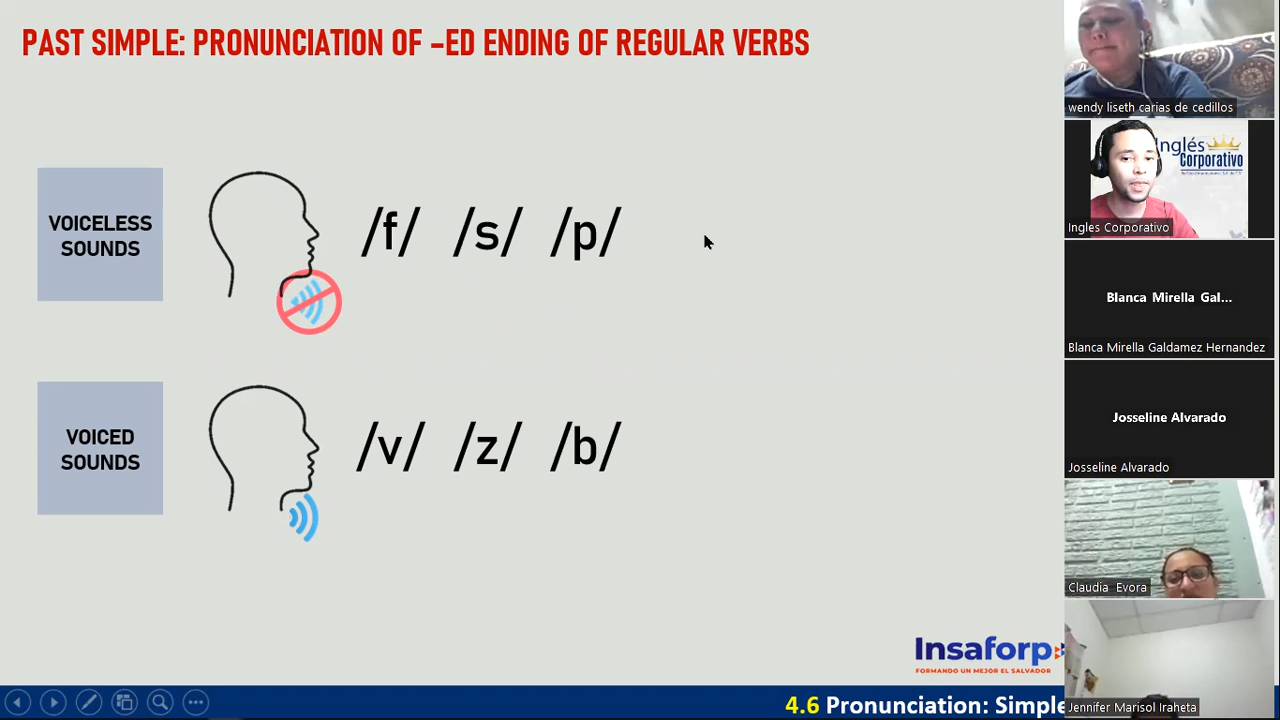 PAST SIMPLE: PRONUNCIATION OF -ED ENDING OF REGULAR VERBS
VOICELESS
SOUNDS
/f/ /s/ /p/
VOICED
SOUNDS
/v/ /z/ /b/
Insaforp
FORMANDO UN MEJOR EL SALVADOR
4.6 Pronunciation: Simple
wendy liseth carias de cedillos
Inglés
Corporativo
Ingles Corporativo
Blanca Mirella Gal...
Blanca Mirella Galdamez Hernandez
Josseline Alvarado
Josseline Alvarado
Claudia Evora
Jennifer Marisol Iraheta